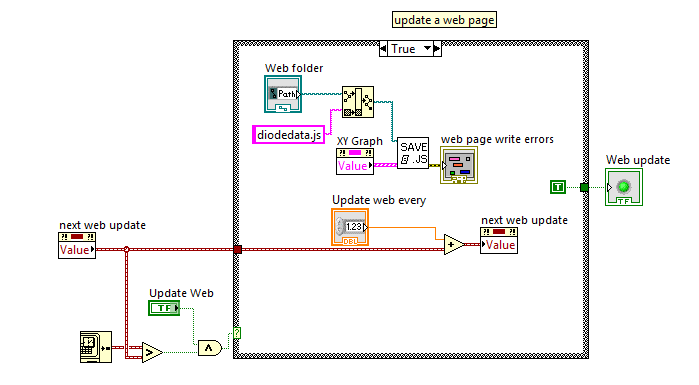 update a web page
True
Web folder
Path
diodedata.js
XY Graph
?! ?!
Value
SAVE
.JS
web page write errors
Web update
T
TF
Update web every
1.23
DBL
next web update
?! ?!
Value
next web update
?! ?!
Value
+
Update Web
TF
>
∧
?